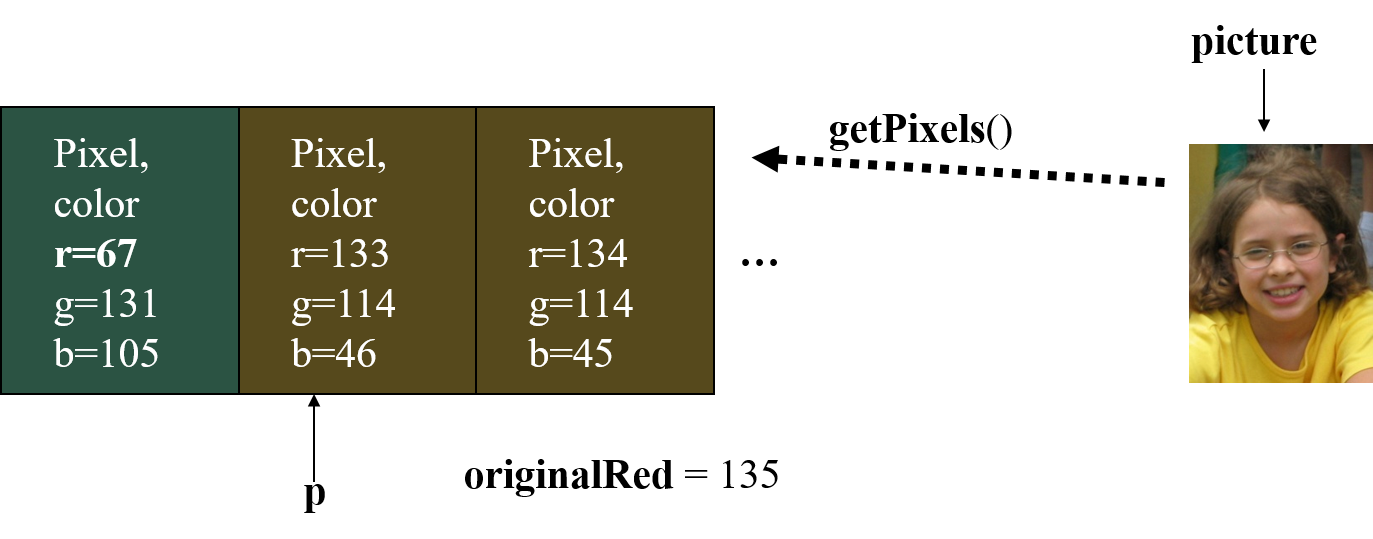 picture
getPixels()
Pixel,
color
r=67
g=131
b=105
Pixel,
color
r=133
g=114
b=46
Pixel,
color
r=134
g=114
b=45
...
p
originalRed = 135